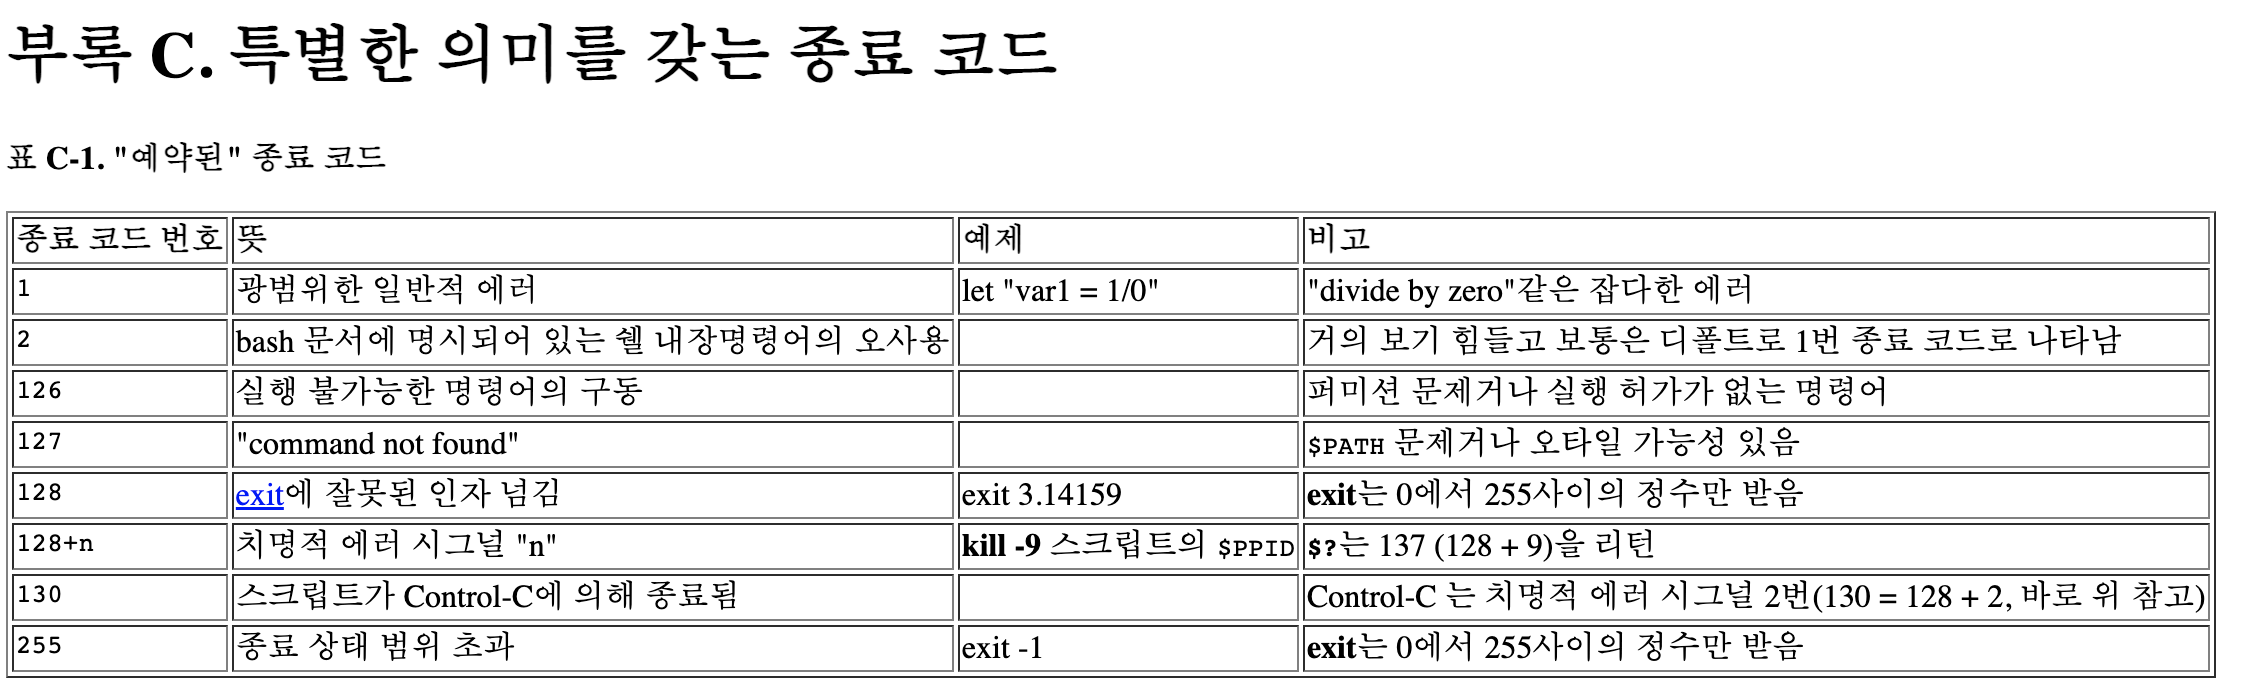 부록 C. 특별한 의미를 갖는 종료 코드
표 C-1. "예약된" 종료 코드
종료 코드 번호 뜻 예제 비고
1 광범위한 일반적 에러 let "var1 = 1/0" "divide by zero"같은 잡다한 에러
2 bash 문서에 명시되어 있는 쉘 내장명령어의 오사용 거의 보기 힘들고 보통은 디폴트로 1번 종료 코드로 나타남
126 실행 불가능한 명령어의 구동 퍼미션 문제거나 실행 허가가 없는 명령어
127 "command not found" $PATH 문제거나 오타일 가능성 있음
128 exit에 잘못된 인자 넘김 exit 3.14159 exit는 0에서 255사이의 정수만 받음
128+n 치명적 에러 시그널 "n" kill -9 스크립트의 $PPID $?는 137 (128 + 9)을 리턴
130 스크립트가 Control-C에 의해 종료됨 Control-C 는 치명적 에러 시그널 2번(130 = 128 + 2, 바로 위 참고)
255 종료 상태 범위 초과 exit -1 exit는 0에서 255사이의 정수만 받음